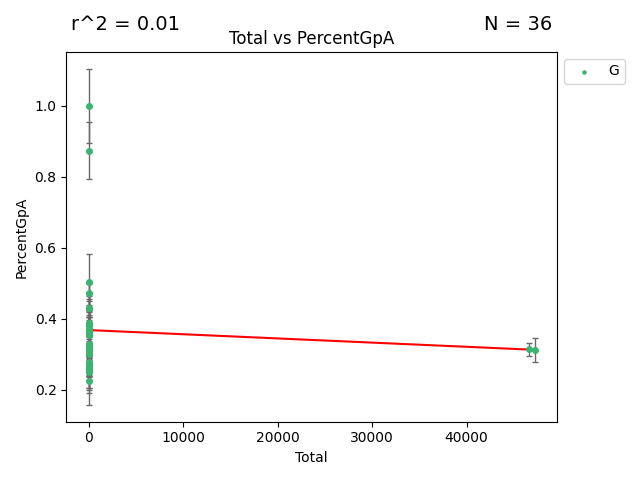 r^2 = 0.01
N = 36
Total vs PercentGpA
G
1.0
0.8
0.6
0.4
0.2
PercentGpA
0
10000
20000
30000
40000
Total